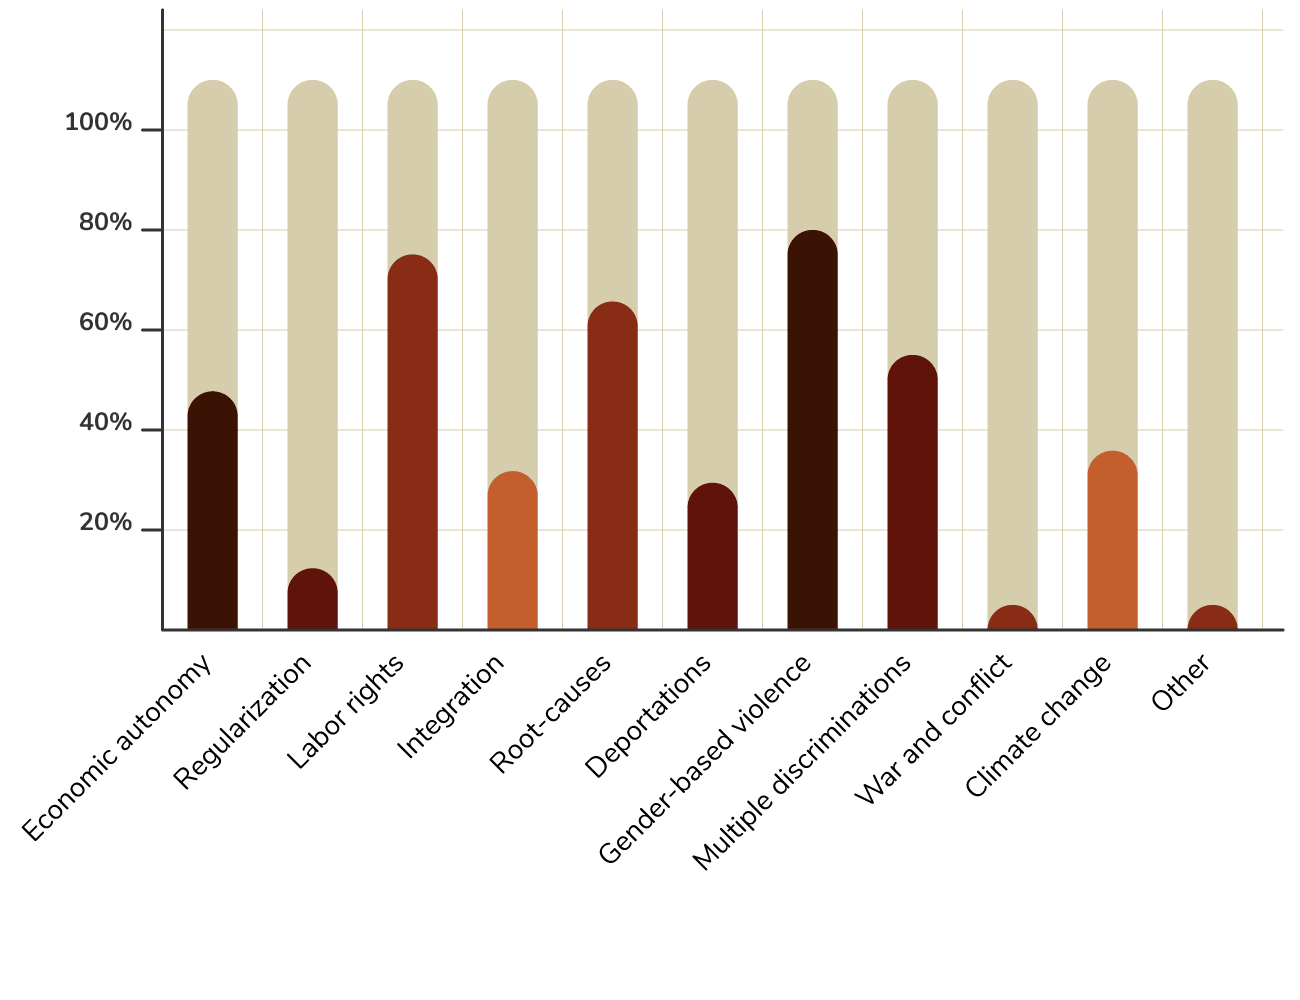 100%
80%
60%
40%
20%
Economic autonomy
Regularization
Labor rights
Integration
Root-causes
Deportations
Gender-based violence
Multiple discriminations
War and conflict
Climate change
Other